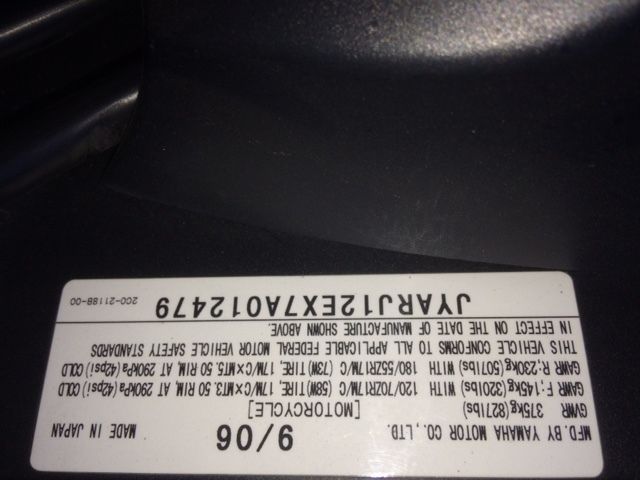 MFD. BY YAMAHA MOTOR CO., LTD. 9/06 MADE IN JAPAN
GVWR 375kg(827lbs) [MOTORCYCLE]
GAWR F: 145kg(320lbs) WITH 120/70ZR17M/C (58W) TIRE, 17M/C×MT3. 50 RIM, AT 290kPa(42psi) COLD
GAWR R: 230kg(507lbs) WITH 180/55ZR17M/C (73W) TIRE, 17M/C×MT5. 50 RIM, AT 290kPa(42psi) COLD
THIS VEHICLE CONFORMS TO ALL APPLICABLE FEDERAL MOTOR VEHICLE SAFETY STANDARDS
IN EFFECT ON THE DATE OF MANUFACTURE SHOWN ABOVE.
JYARJ12EX7A012479 2C0-2118B-00